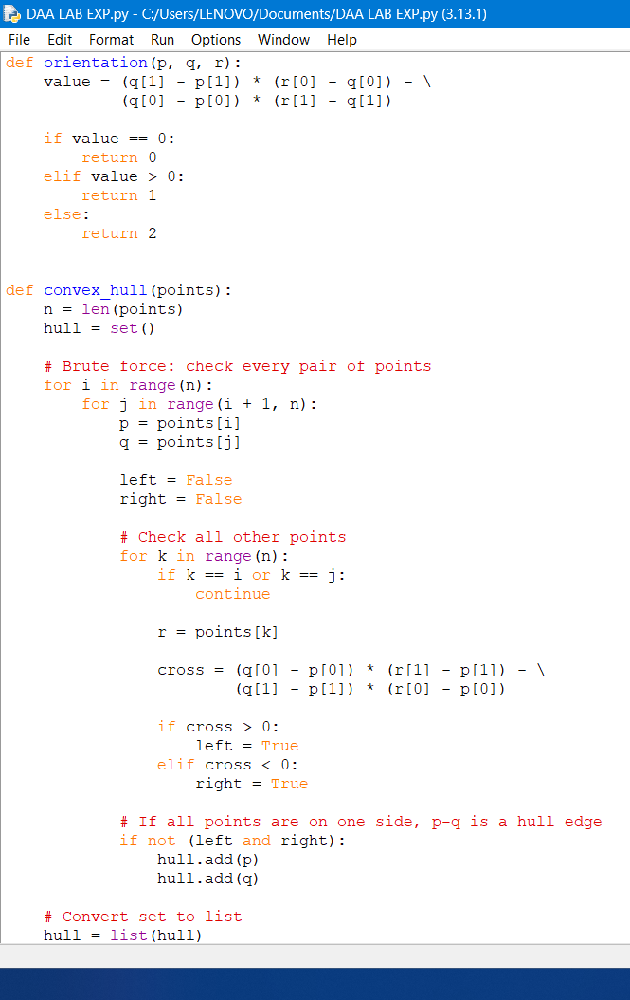 DAA LAB EXP.py - C:/Users/LENOVO/Documents/DAA LAB EXP.py (3.13.1)
File Edit Format Run Options Window Help
def orientation(p, q, r):
    value = (q[1] - p[1]) * (r[0] - q[0]) - \
            (q[0] - p[0]) * (r[1] - q[1])

    if value == 0:
        return 0
    elif value > 0:
        return 1
    else:
        return 2


def convex_hull(points):
    n = len(points)
    hull = set()

    # Brute force: check every pair of points
    for i in range(n):
        for j in range(i + 1, n):
            p = points[i]
            q = points[j]

            left = False
            right = False

            # Check all other points
            for k in range(n):
                if k == i or k == j:
                    continue

                r = points[k]

                cross = (q[0] - p[0]) * (r[1] - p[1]) - \
                        (q[1] - p[1]) * (r[0] - p[0])

                if cross > 0:
                    left = True
                elif cross < 0:
                    right = True

            # If all points are on one side, p-q is a hull edge
            if not (left and right):
                hull.add(p)
                hull.add(q)

    # Convert set to list
    hull = list(hull)